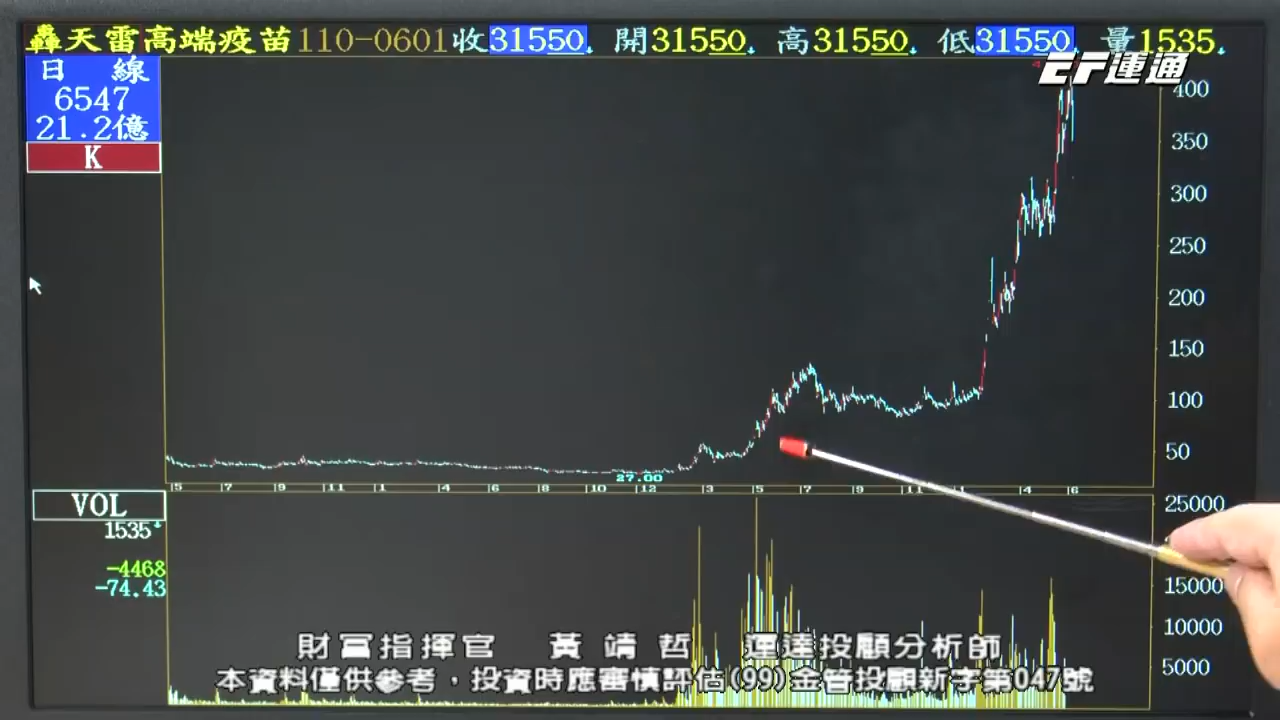 轟天雷高端疫苗110-0601收31550. 開31550. 高31550. 低31550. 量1535.
EF運通
日 線
6547
21.2億
K
400
350
300
250
200
150
100
50
27.00
5 7 9 11 1 4 6 8 10 12 3 5 7 9 11 1 4 6
VOL
1535
-4468
-74.43
25000
15000
10000
5000
財富指揮官 黃靖哲 運達投顧分析師
本資料僅供參考，投資時應審慎評估(99)金管投顧新字第047號